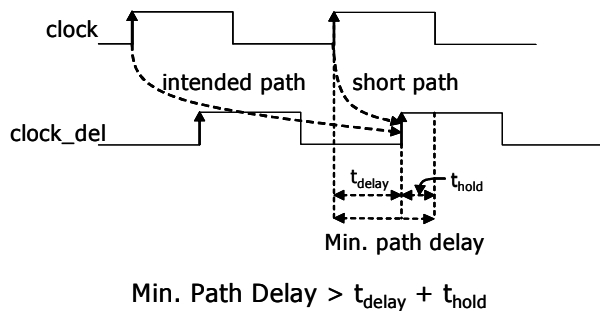 clock
intended path short path
clock_del
tdelay thold
Min. path delay
Min. Path Delay > tdelay + thold